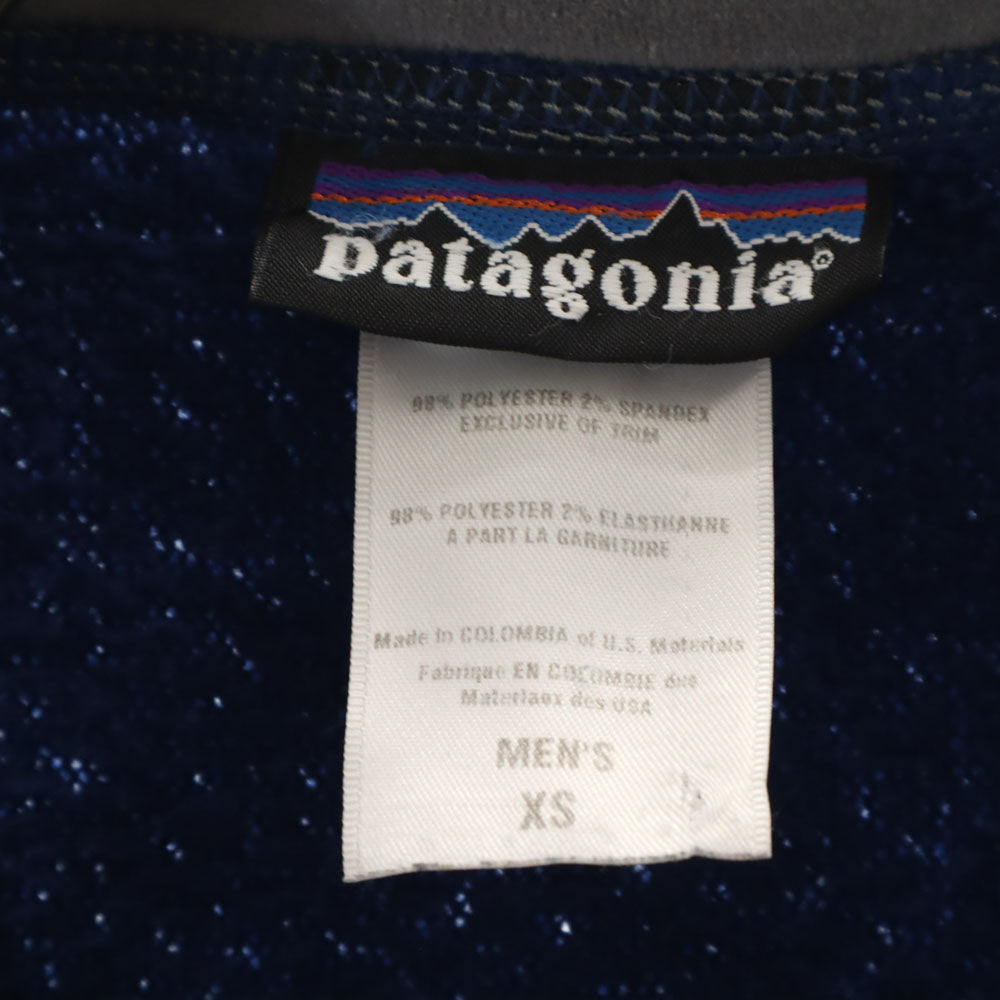 patagonia®
98% POLYESTER 2% SPANDEX
EXCLUSIVE OF TRIM
98% POLYESTER 2% ELASTHANNE
A PART LA GARNITURE
Made in COLOMBIA of U.S. Materials
Fabrique EN COLOMBIE des
Materiaux des USA
MEN'S
XS